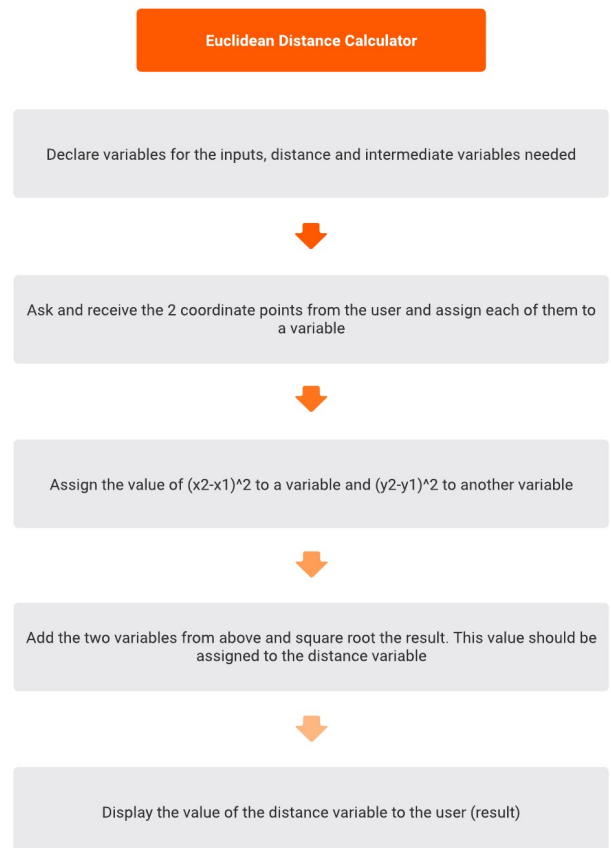 Euclidean Distance Calculator
Declare variables for the inputs, distance and intermediate variables needed
Ask and receive the 2 coordinate points from the user and assign each of them to
a variable
Assign the value of (x2-x1)^2 to a variable and (y2-y1)^2 to another variable
Add the two variables from above and square root the result. This value should be
assigned to the distance variable
Display the value of the distance variable to the user (result)